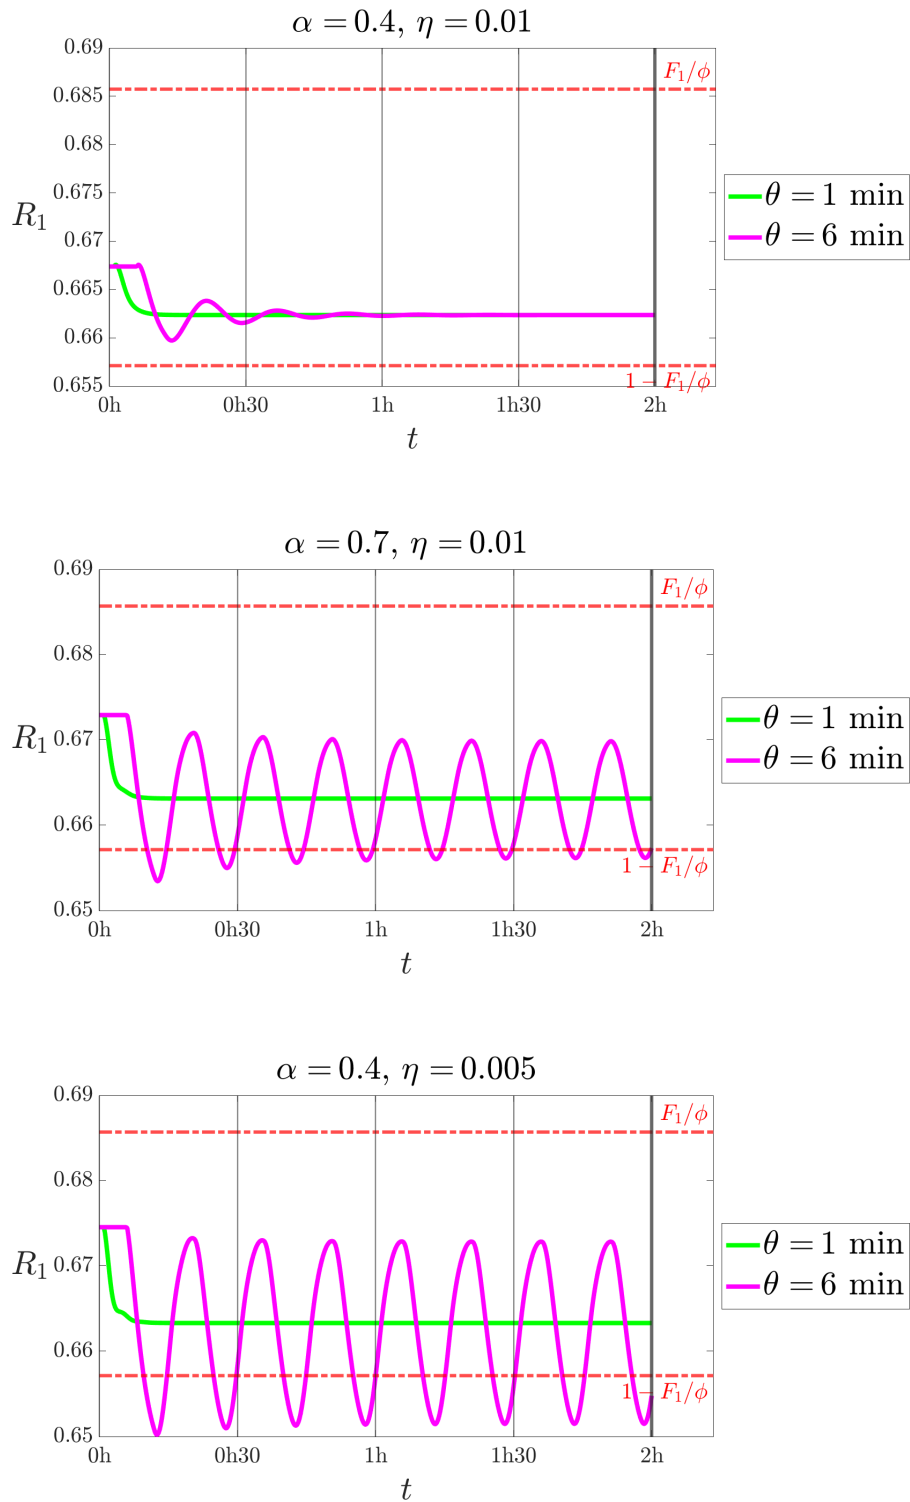 α = 0.4, η = 0.01
0.69
F₁/ϕ
0.685
0.68
0.675
R₁
0.67
0.665
0.66
0.655
1 − F₁/ϕ
0h 0h30 1h 1h30 2h
t
θ = 1 min
θ = 6 min
α = 0.7, η = 0.01
0.69
F₁/ϕ
0.68
R₁
0.67
0.66
1 − F₁/ϕ
0.65
0h 0h30 1h 1h30 2h
t
θ = 1 min
θ = 6 min
α = 0.4, η = 0.005
0.69
F₁/ϕ
0.68
R₁
0.67
0.66
1 − F₁/ϕ
0.65
0h 0h30 1h 1h30 2h
t
θ = 1 min
θ = 6 min